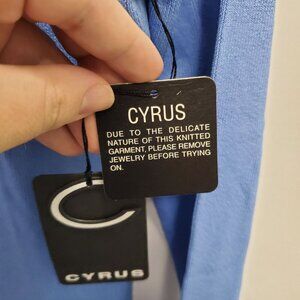 CYRUS
DUE TO THE DELICATE
NATURE OF THIS KNITTED
GARMENT, PLEASE REMOVE
JEWELRY BEFORE TRYING
ON.
C
CYRUS